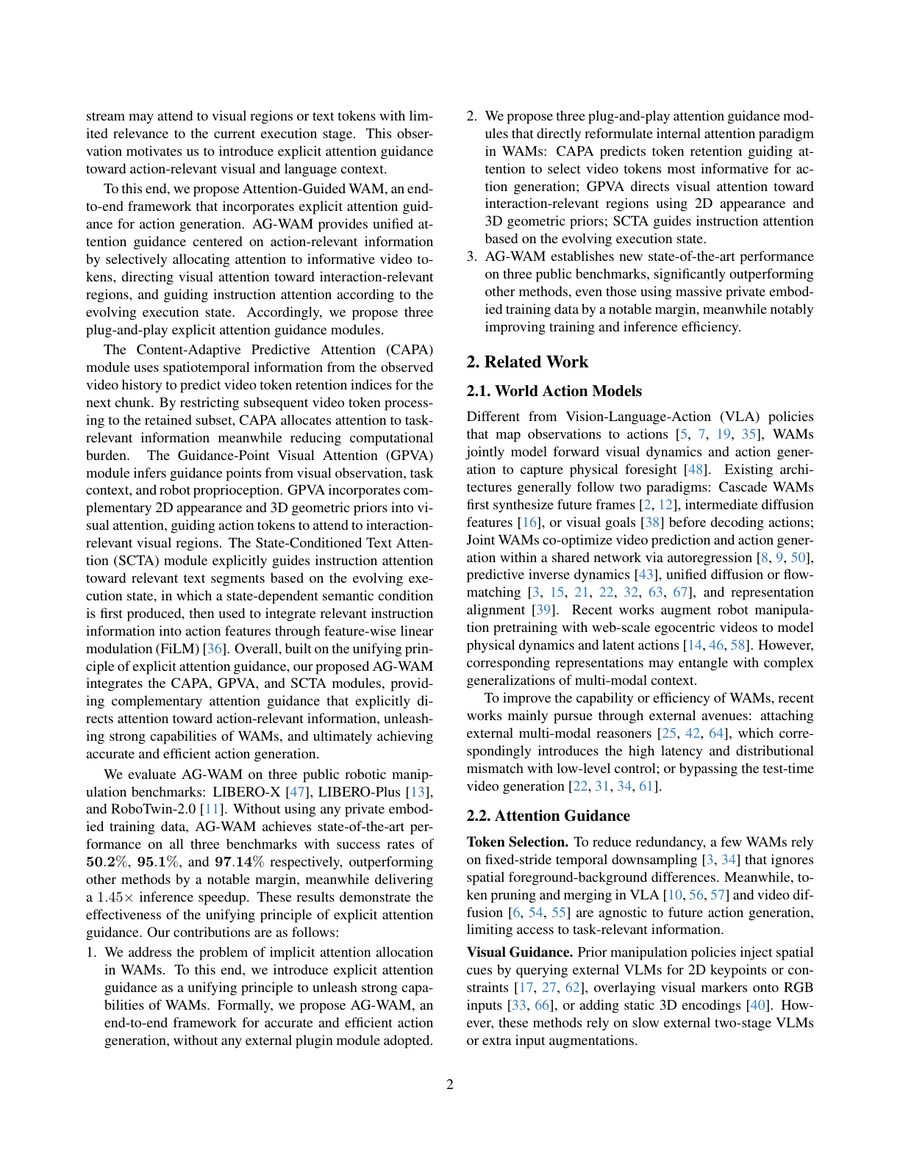 stream may attend to visual regions or text tokens with lim-
ited relevance to the current execution stage. This obser-
vation motivates us to introduce explicit attention guidance
toward action-relevant visual and language context.
To this end, we propose Attention-Guided WAM, an end-
to-end framework that incorporates explicit attention guid-
ance for action generation. AG-WAM provides unified at-
tention guidance centered on action-relevant information
by selectively allocating attention to informative video to-
kens, directing visual attention toward interaction-relevant
regions, and guiding instruction attention according to the
evolving execution state. Accordingly, we propose three
plug-and-play explicit attention guidance modules.
The Content-Adaptive Predictive Attention (CAPA)
module uses spatiotemporal information from the observed
video history to predict video token retention indices for the
next chunk. By restricting subsequent video token process-
ing to the retained subset, CAPA allocates attention to task-
relevant information meanwhile reducing computational
burden. The Guidance-Point Visual Attention (GPVA)
module infers guidance points from visual observation, task
context, and robot proprioception. GPVA incorporates com-
plementary 2D appearance and 3D geometric priors into vi-
sual attention, guiding action tokens to attend to interaction-
relevant visual regions. The State-Conditioned Text Atten-
tion (SCTA) module explicitly guides instruction attention
toward relevant text segments based on the evolving exe-
cution state, in which a state-dependent semantic condition
is first produced, then used to integrate relevant instruction
information into action features through feature-wise linear
modulation (FiLM) [36]. Overall, built on the unifying prin-
ciple of explicit attention guidance, our proposed AG-WAM
integrates the CAPA, GPVA, and SCTA modules, provid-
ing complementary attention guidance that explicitly di-
rects attention toward action-relevant information, unleash-
ing strong capabilities of WAMs, and ultimately achieving
accurate and efficient action generation.
We evaluate AG-WAM on three public robotic manip-
ulation benchmarks: LIBERO-X [47], LIBERO-Plus [13],
and RoboTwin-2.0 [11]. Without using any private embod-
ied training data, AG-WAM achieves state-of-the-art per-
formance on all three benchmarks with success rates of
50.2%, 95.1%, and 97.14% respectively, outperforming
other methods by a notable margin, meanwhile delivering
a 1.45× inference speedup. These results demonstrate the
effectiveness of the unifying principle of explicit attention
guidance. Our contributions are as follows:
1. We address the problem of implicit attention allocation
in WAMs. To this end, we introduce explicit attention
guidance as a unifying principle to unleash strong capa-
bilities of WAMs. Formally, we propose AG-WAM, an
end-to-end framework for accurate and efficient action
generation, without any external plugin module adopted.
2. We propose three plug-and-play attention guidance mod-
ules that directly reformulate internal attention paradigm
in WAMs: CAPA predicts token retention guiding at-
tention to select video tokens most informative for ac-
tion generation; GPVA directs visual attention toward
interaction-relevant regions using 2D appearance and
3D geometric priors; SCTA guides instruction attention
based on the evolving execution state.
3. AG-WAM establishes new state-of-the-art performance
on three public benchmarks, significantly outperforming
other methods, even those using massive private embod-
ied training data by a notable margin, meanwhile notably
improving training and inference efficiency.
2. Related Work
2.1. World Action Models
Different from Vision-Language-Action (VLA) policies
that map observations to actions [5, 7, 19, 35], WAMs
jointly model forward visual dynamics and action gener-
ation to capture physical foresight [48]. Existing archi-
tectures generally follow two paradigms: Cascade WAMs
first synthesize future frames [2, 12], intermediate diffusion
features [16], or visual goals [38] before decoding actions;
Joint WAMs co-optimize video prediction and action gener-
ation within a shared network via autoregression [8, 9, 50],
predictive inverse dynamics [43], unified diffusion or flow-
matching [3, 15, 21, 22, 32, 63, 67], and representation
alignment [39]. Recent works augment robot manipula-
tion pretraining with web-scale egocentric videos to model
physical dynamics and latent actions [14, 46, 58]. However,
corresponding representations may entangle with complex
generalizations of multi-modal context.
To improve the capability or efficiency of WAMs, recent
works mainly pursue through external avenues: attaching
external multi-modal reasoners [25, 42, 64], which corre-
spondingly introduces the high latency and distributional
mismatch with low-level control; or bypassing the test-time
video generation [22, 31, 34, 61].
2.2. Attention Guidance
Token Selection. To reduce redundancy, a few WAMs rely
on fixed-stride temporal downsampling [3, 34] that ignores
spatial foreground-background differences. Meanwhile, to-
ken pruning and merging in VLA [10, 56, 57] and video dif-
fusion [6, 54, 55] are agnostic to future action generation,
limiting access to task-relevant information.
Visual Guidance. Prior manipulation policies inject spatial
cues by querying external VLMs for 2D keypoints or con-
straints [17, 27, 62], overlaying visual markers onto RGB
inputs [33, 66], or adding static 3D encodings [40]. How-
ever, these methods rely on slow external two-stage VLMs
or extra input augmentations.
2